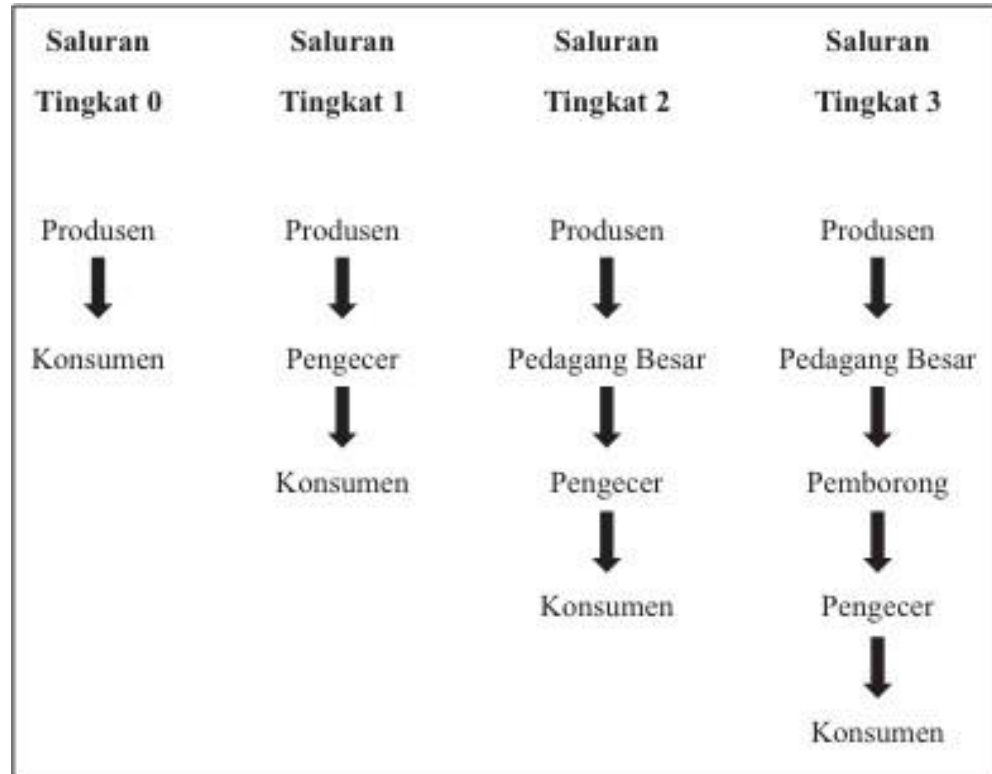 Saluran Saluran Saluran Saluran
Tingkat 0 Tingkat 1 Tingkat 2 Tingkat 3
Produsen Produsen Produsen Produsen
Konsumen Pengecer Pedagang Besar Pedagang Besar
Konsumen Pengecer Pemborong
Konsumen Pengecer
Konsumen